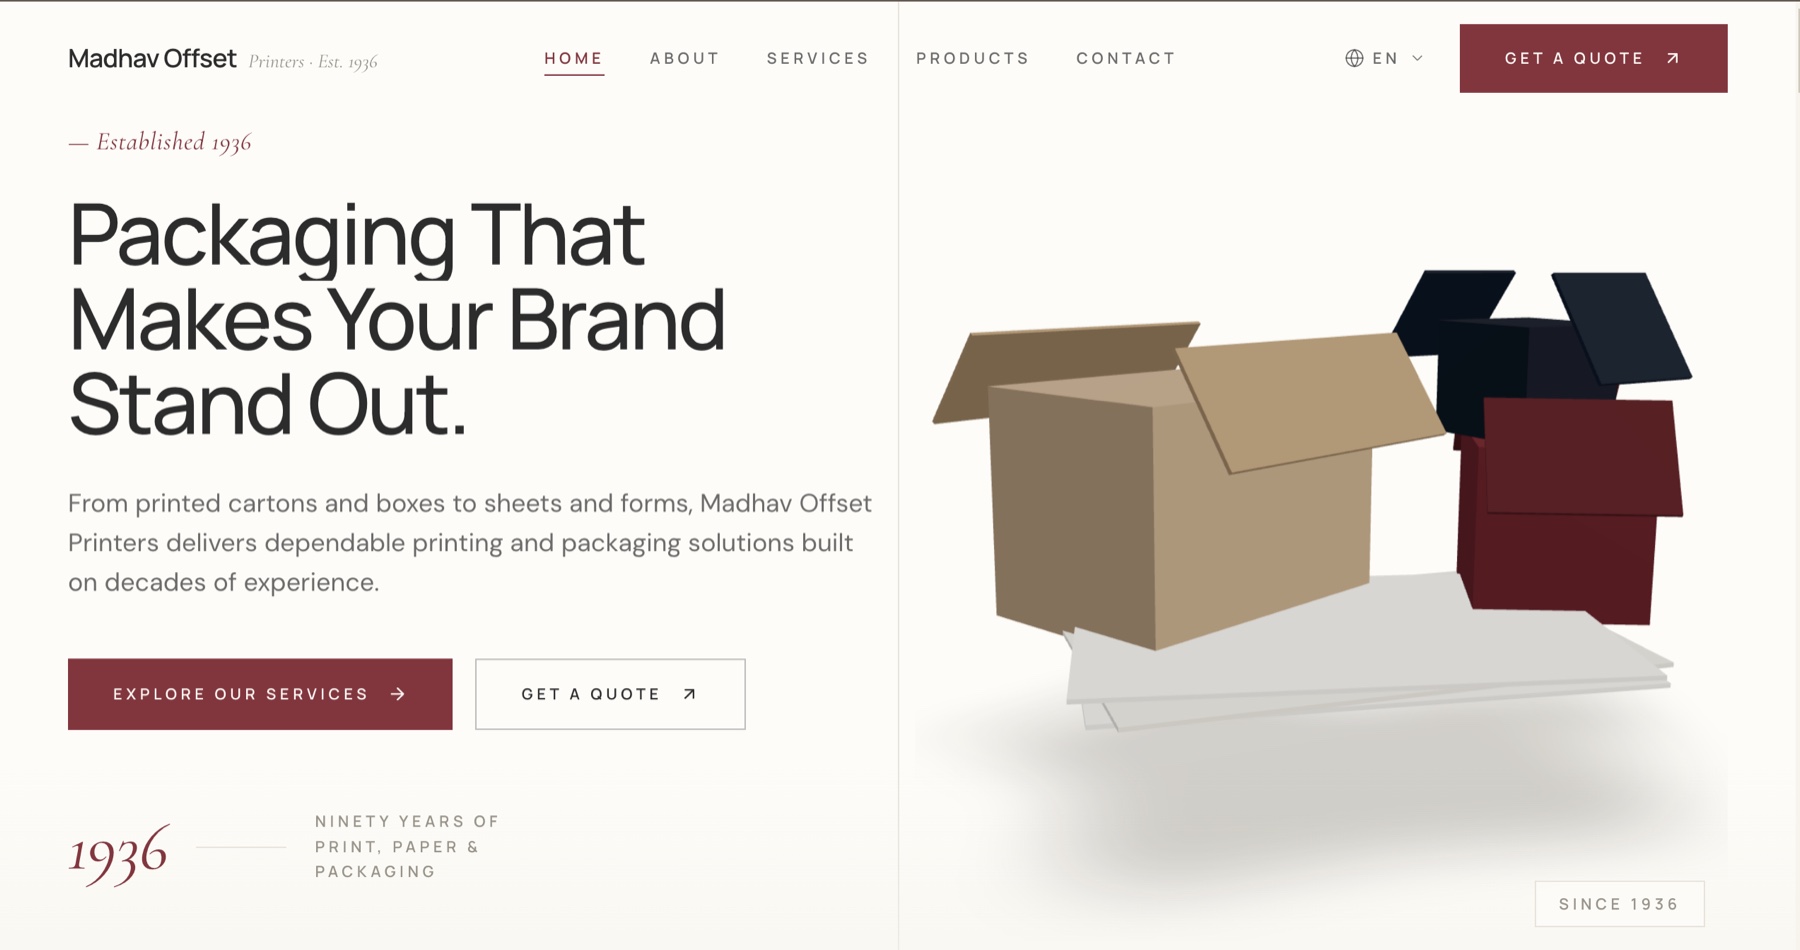 Madhav Offset Printers · Est. 1936
HOME ABOUT SERVICES PRODUCTS CONTACT
EN
GET A QUOTE
— Established 1936
Packaging That
Makes Your Brand
Stand Out.
From printed cartons and boxes to sheets and forms, Madhav Offset
Printers delivers dependable printing and packaging solutions built
on decades of experience.
EXPLORE OUR SERVICES
GET A QUOTE
1936
NINETY YEARS OF
PRINT, PAPER &
PACKAGING
SINCE 1936